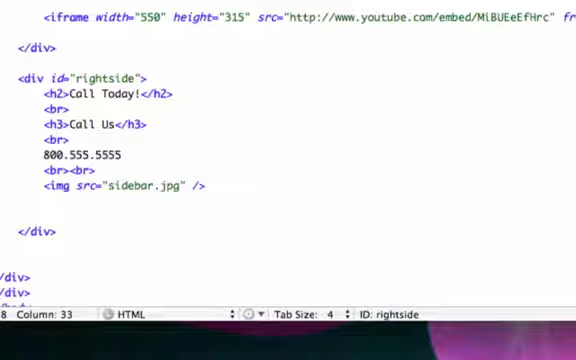 <iframe width="550" height="315" src="http://www.youtube.com/embed/MiBUEeEfHrc" fr
</div>
<div id="rightside">
<h2>Call Today!</h2>
<br>
<h3>Call Us</h3>
<br>
800.555.5555
<br><br>
<img src="sidebar.jpg" />
</div>
/div>
/div>
8 Column: 33 HTML Tab Size: 4 ID: rightside